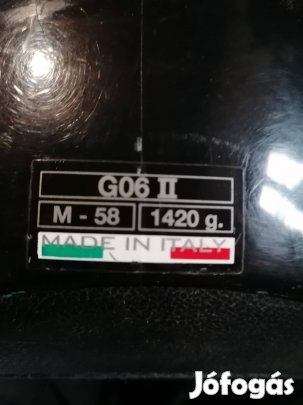 G06 II
M - 58 1420 g.
MADE IN ITALY
Jófogás